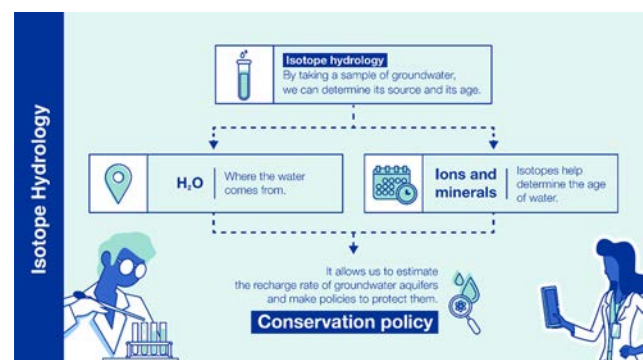 Isotope Hydrology
Isotope hydrology
By taking a sample of groundwater,
we can determine its source and its age.
H₂O
Where the water
comes from.
Ions and
minerals
Isotopes help
determine the age
of water.
It allows us to estimate
the recharge rate of groundwater aquifers
and make policies to protect them.
Conservation policy